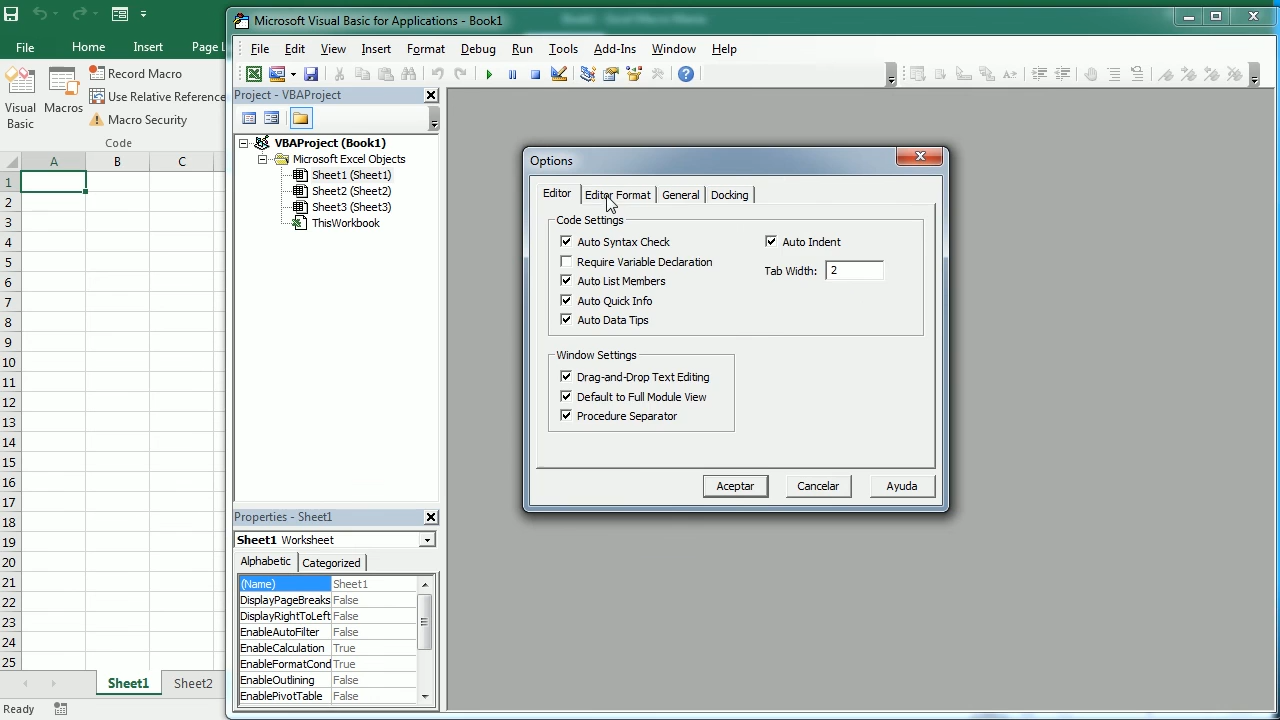 File
Home
Insert
Page L
Visual Basic
Macros
Record Macro
Use Relative Reference
Macro Security
Code
A
B
C
1
2
3
4
5
6
7
8
9
10
11
12
13
14
15
16
17
18
19
20
21
22
23
24
25
Sheet1
Sheet2
Ready
Microsoft Visual Basic for Applications - Book1
File Edit View Insert Format Debug Run Tools Add-Ins Window Help
Project - VBAProject
VBAProject (Book1)
Microsoft Excel Objects
Sheet1 (Sheet1)
Sheet2 (Sheet2)
Sheet3 (Sheet3)
ThisWorkbook
Properties - Sheet1
Sheet1 Worksheet
Alphabetic Categorized
(Name) Sheet1
DisplayPageBreaks False
DisplayRightToLeft False
EnableAutoFilter False
EnableCalculation True
EnableFormatCond True
EnableOutlining False
EnablePivotTable False
Options
Editor Editor Format General Docking
Code Settings
Auto Syntax Check
Require Variable Declaration
Auto List Members
Auto Quick Info
Auto Data Tips
Auto Indent
Tab Width: 2
Window Settings
Drag-and-Drop Text Editing
Default to Full Module View
Procedure Separator
Aceptar
Cancelar
Ayuda